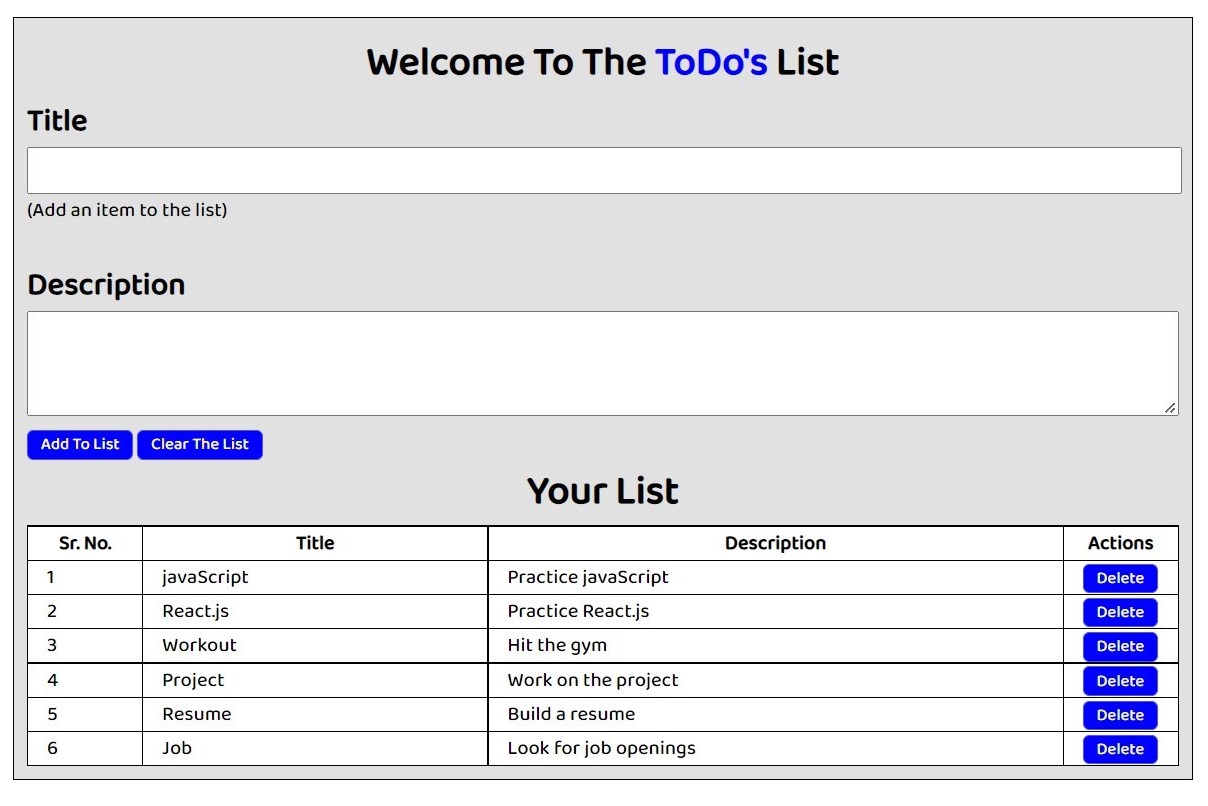 Welcome To The ToDo's List
Title
(Add an item to the list)
Description
Add To List Clear The List
Your List
Sr. No. Title Description Actions
1 javaScript Practice javaScript Delete
2 React.js Practice React.js Delete
3 Workout Hit the gym Delete
4 Project Work on the project Delete
5 Resume Build a resume Delete
6 Job Look for job openings Delete